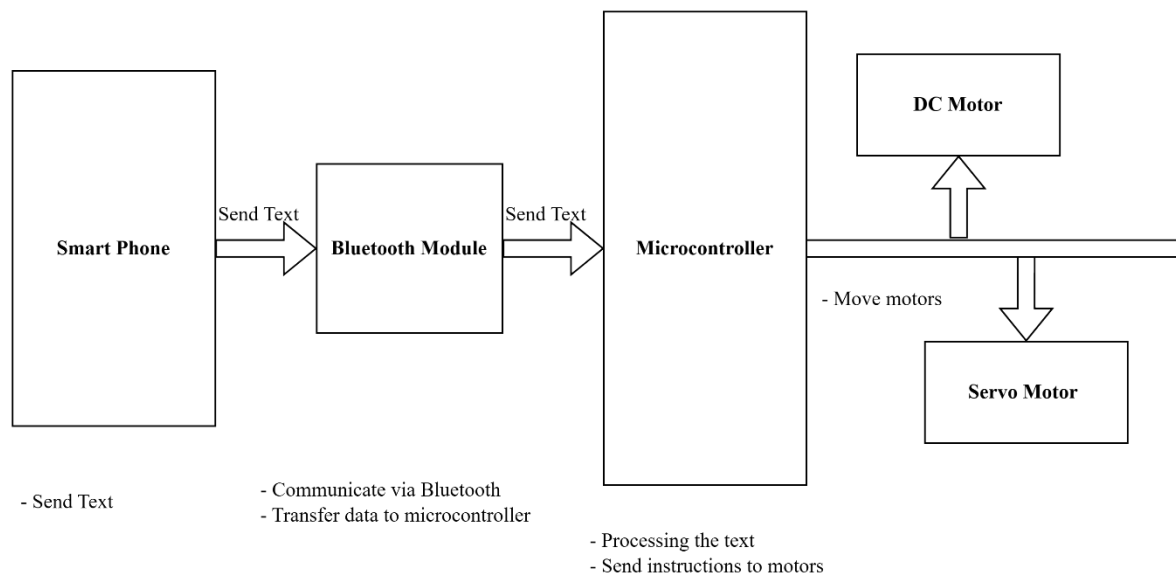 DC Motor
Send Text
Send Text
Smart Phone
Bluetooth Module
Microcontroller
- Move motors
Servo Motor
- Send Text
- Communicate via Bluetooth
- Transfer data to microcontroller
- Processing the text
- Send instructions to motors